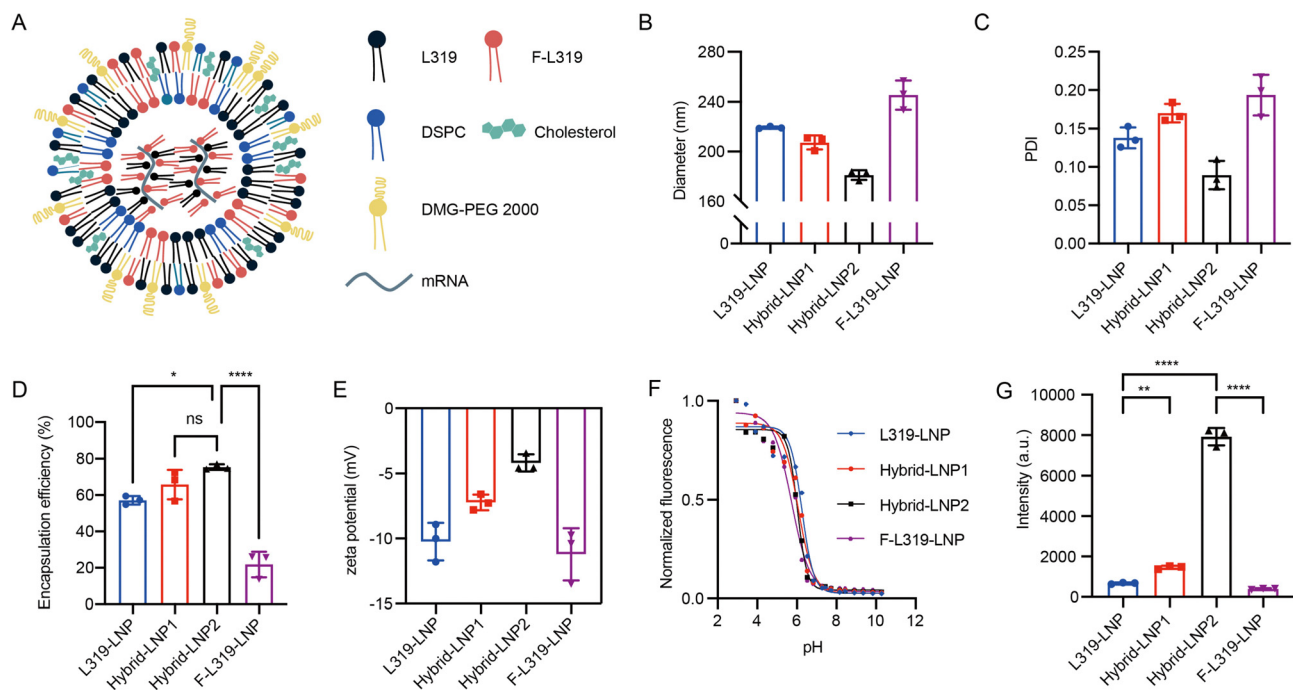 A
L319
F-L319
DSPC
Cholesterol
DMG-PEG 2000
mRNA
B
Diameter (nm)
280
240
200
160
0
L319-LNP
Hybrid-LNP1
Hybrid-LNP2
F-L319-LNP
C
PDI
0.25
0.20
0.15
0.10
0.05
0.00
L319-LNP
Hybrid-LNP1
Hybrid-LNP2
F-L319-LNP
D
Encapsulation efficiency (%)
* ****
ns
100
80
60
40
20
0
L319-LNP
Hybrid-LNP1
Hybrid-LNP2
F-L319-LNP
E
zeta potential (mV)
0
-5
-10
-15
L319-LNP
Hybrid-LNP1
Hybrid-LNP2
F-L319-LNP
F
Normalized fluorescence
1.0
0.5
0.0
2 4 6 8 10 12
pH
L319-LNP
Hybrid-LNP1
Hybrid-LNP2
F-L319-LNP
G
Intensity (a.u.)
****
** ****
10000
8000
6000
4000
2000
0
L319-LNP
Hybrid-LNP1
Hybrid-LNP2
F-L319-LNP